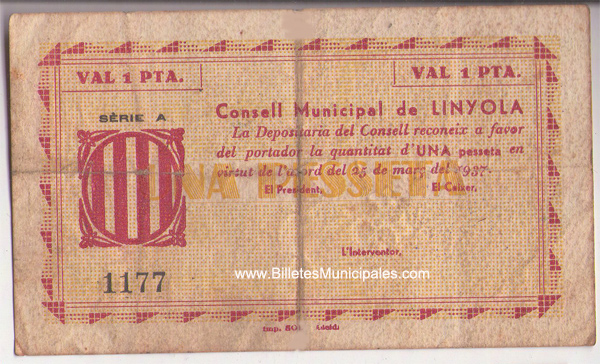 VAL 1 PTA.
VAL 1 PTA.
SÈRIE A
Consell Municipal de LINYOLA
La Depositaria del Consell reconeix a favor
del portador la quantitat d'UNA pesseta en
virtut de l'acord del 25 de març del 1937.
El President,
El Caixer,
UNA PESSETA
L'Interventor,
1177
www.BilletesMunicipales.com
Imp.